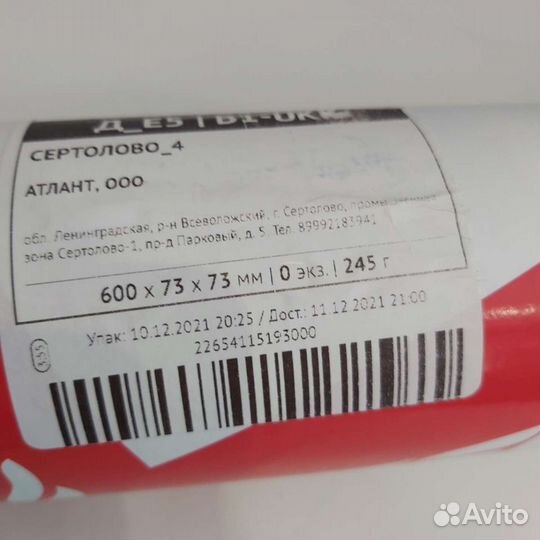 СЕРТОЛОВО_4
АТЛАНТ, ООО
обл. Ленинградская, р-н Всеволожский, г. Сертолово,
зона Сертолово-1, пр-д Парковый, д. 5. Тел. 89992183941
600 x 73 x 73 мм | 0 экз. | 245 г
Упак: 10.12.2021 20:25 / Дост.: 11.12.2021 21:00
22654115193000
Avito